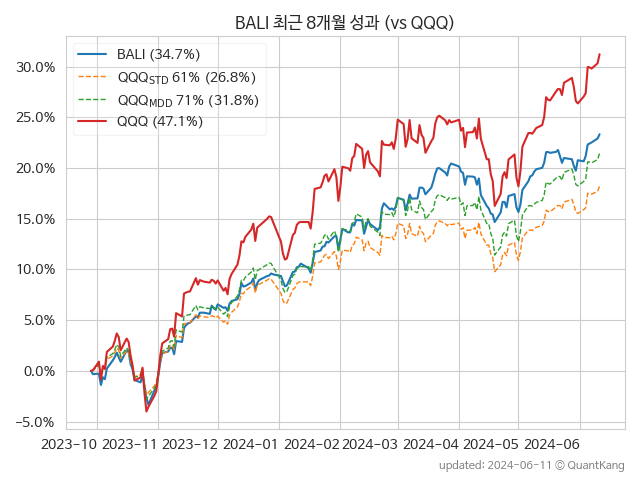 BALI 최근 8개월 성과 (vs QQQ)
BALI (34.7%)
QQQSTD 61% (26.8%)
QQQMDD 71% (31.8%)
QQQ (47.1%)
30.0%
25.0%
20.0%
15.0%
10.0%
5.0%
0.0%
−5.0%
2023-10 2023-11 2023-12 2024-01 2024-02 2024-03 2024-04 2024-05 2024-06
updated: 2024-06-11 © QuantKang